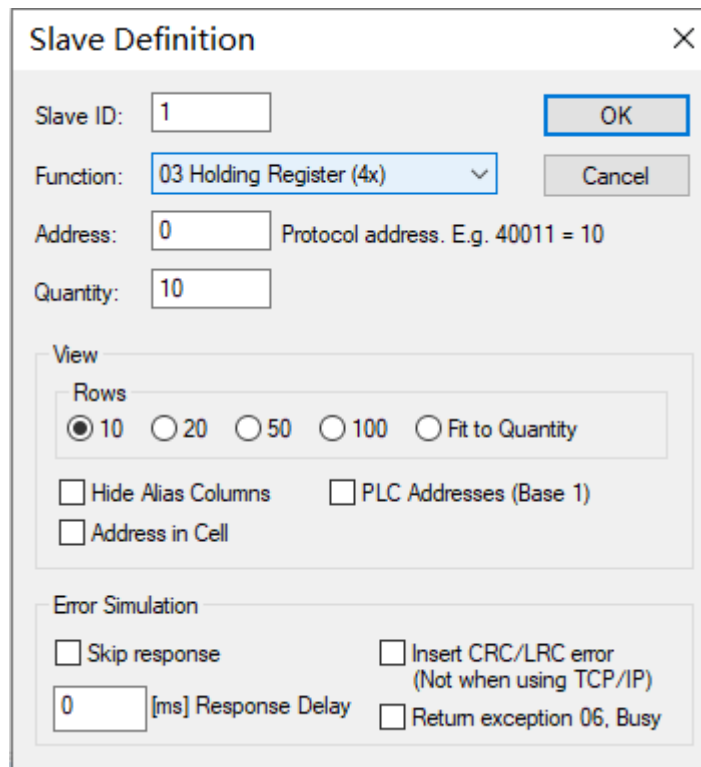 Slave Definition
Slave ID: 1 OK
Function: 03 Holding Register (4x) Cancel
Address: 0 Protocol address. E.g. 40011 = 10
Quantity: 10
View
Rows
10 20 50 100 Fit to Quantity
Hide Alias Columns PLC Addresses (Base 1)
Address in Cell
Error Simulation
Skip response Insert CRC/LRC error
(Not when using TCP/IP)
0 [ms] Response Delay
Return exception 06, Busy